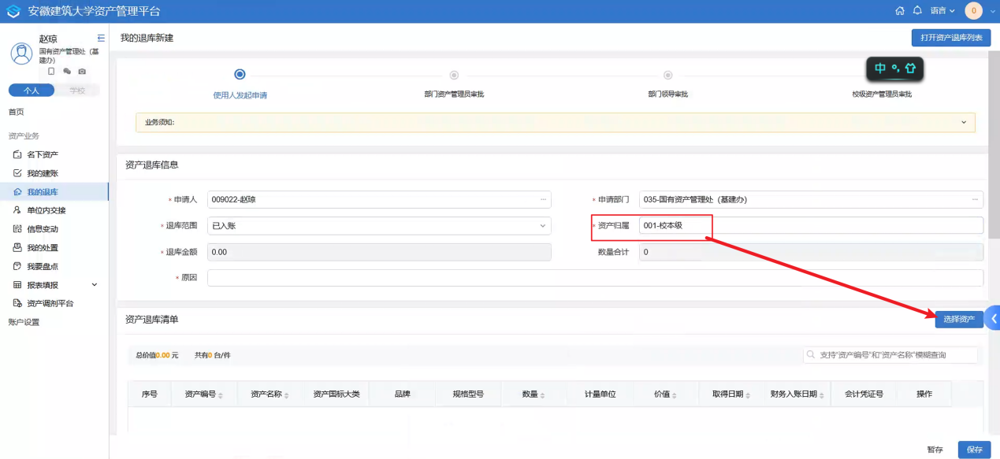 安徽建筑大学资产管理平台
语言
0
赵琼
国有资产管理处（基
建办）
个人
学校
首页
资产业务
名下资产
我的建账
我的退库
单位内交接
信息变动
我的处置
我要盘点
报表填报
资产调剂平台
账户设置
我的退库新建
打开资产退库列表
中 °,
使用人发起申请
部门资产管理员审批
部门领导审批
校级资产管理员审批
业务须知:
资产退库信息
* 申请人 009022-赵琼 ...
* 申请部门 035-国有资产管理处（基建办） ...
* 退库范围 已入账
* 资产归属 001-校本级
* 退库金额 0.00
数量合计 0
* 原因
资产退库清单
选择资产
总价值0.00 元 共有0 台/件
支持"资产编号"和"资产名称"模糊查询
序号 资产编号 资产名称 资产国标大类 品牌 规格型号 数量 计量单位 价值 取得日期 财务入账日期 会计凭证号 操作
暂存
保存